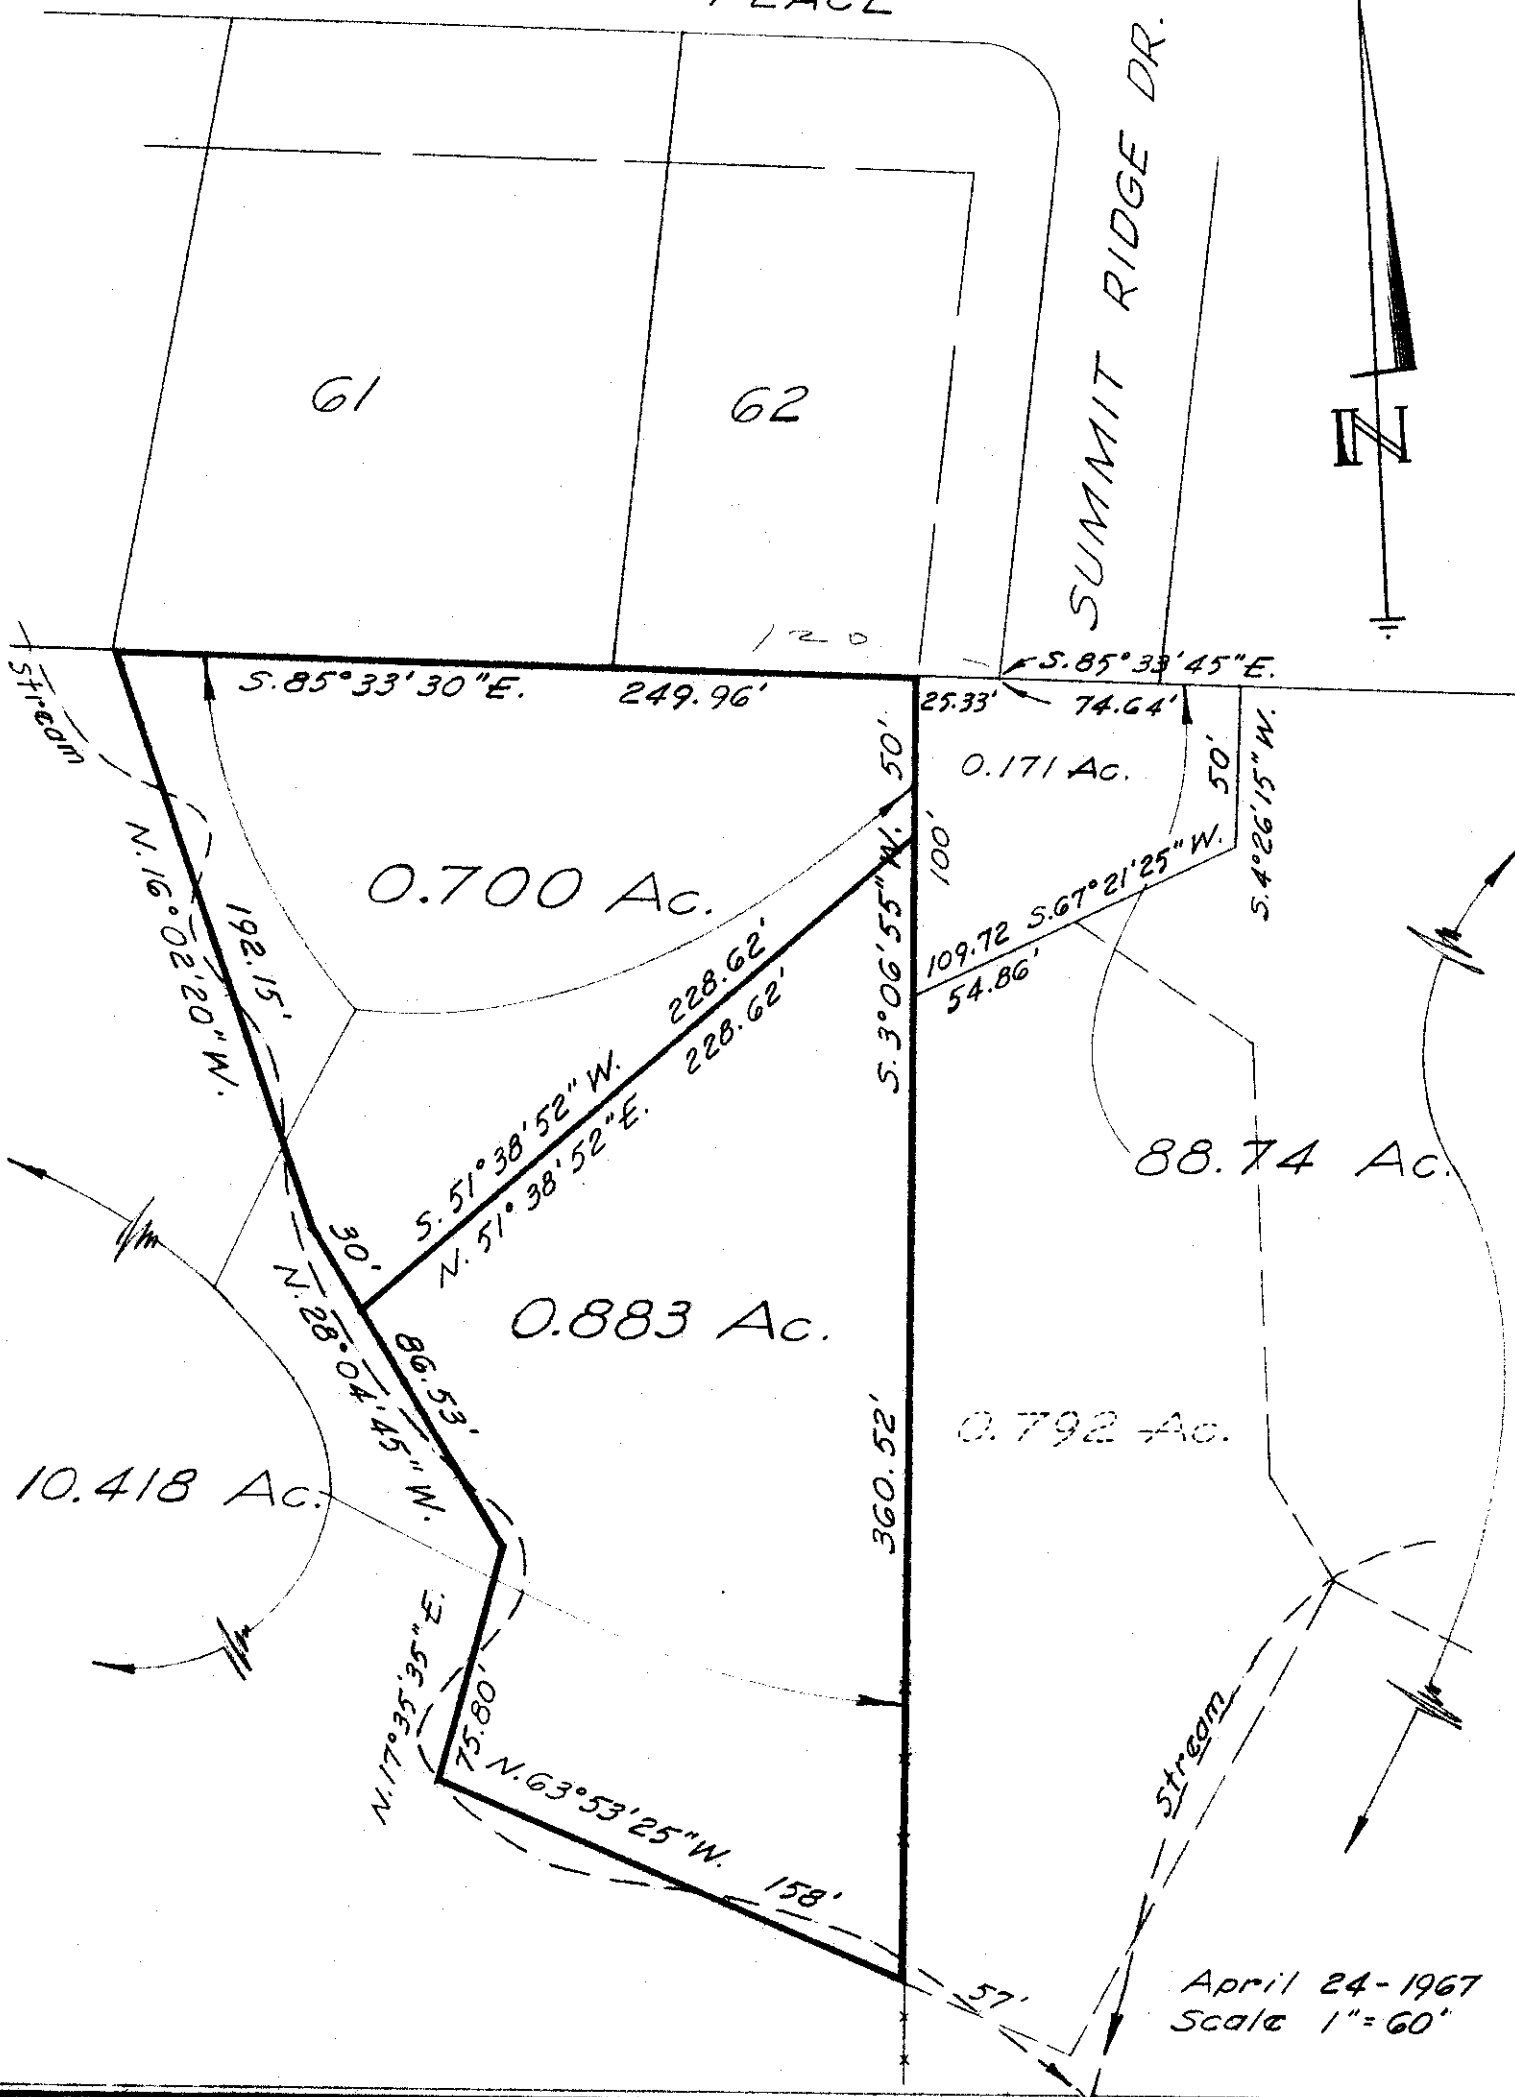 PLACE
SUMMIT RIDGE DR.
N
61
62
120
Stream
S.85°33'30"E.
249.96'
25.33'
S.85°33'45"E.
74.64'
50'
0.171 Ac.
50'
S.4°26'15"W.
100'
109.72 S.67°21'25"W.
54.86'
0.700 Ac.
N.16°02'20"W.
192.15'
S.3°06'55"W.
228.62'
228.62'
S.51°38'52"W.
N.51°38'52"E.
88.74 Ac.
30'
N.28°04'45"W.
86.53'
0.883 Ac.
360.52'
0.792 Ac.
10.418 Ac.
N.17°35'35"E.
75.80'
N.63°53'25"W.
158'
Stream
57'
April 24-1967
Scale 1"=60'